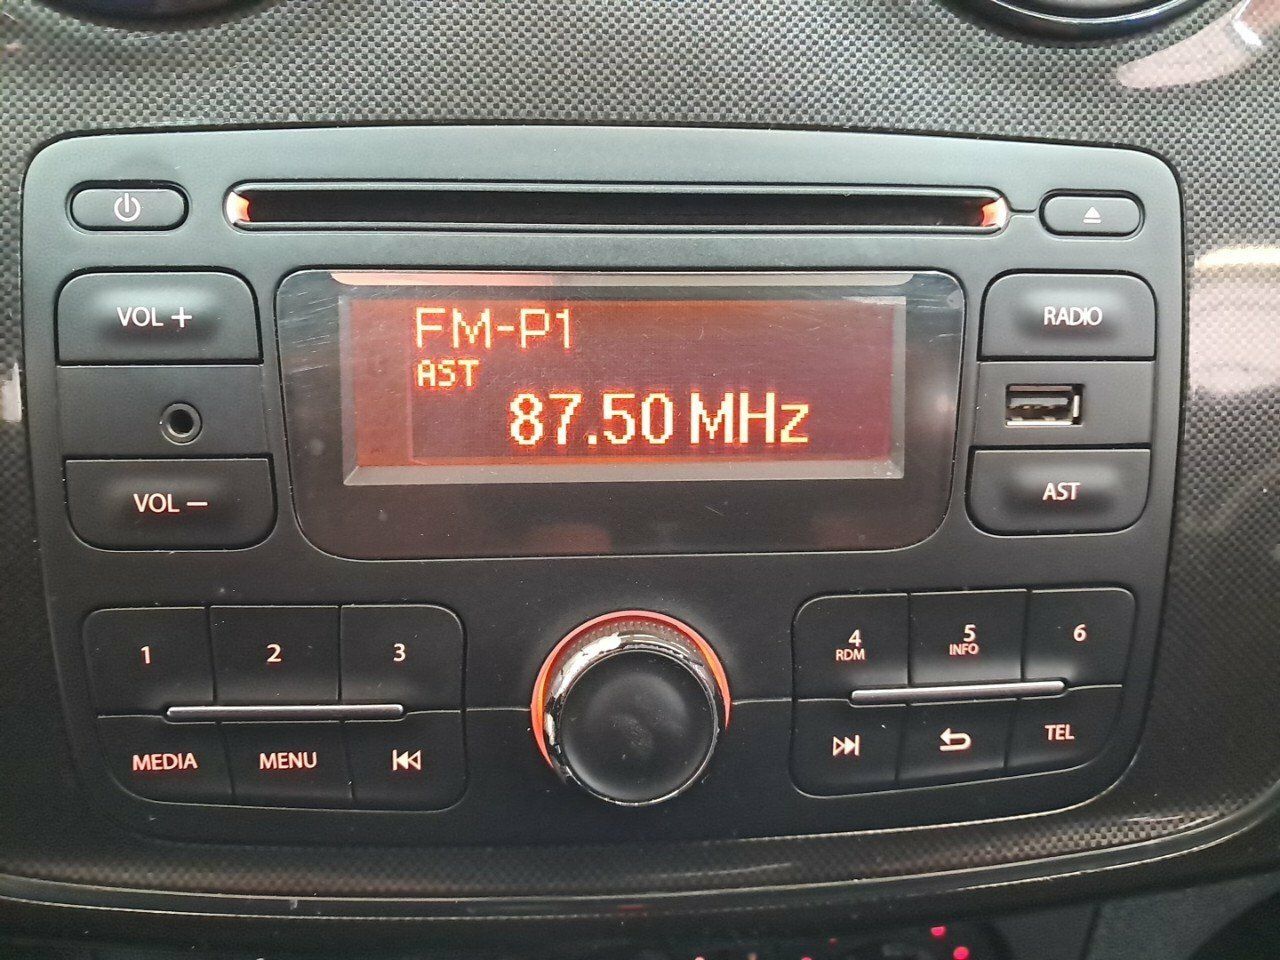 VOL +
VOL –
FM-P1
AST
87.50 MHz
RADIO
AST
1
2
3
MEDIA
MENU
4
RDM
5
INFO
6
TEL